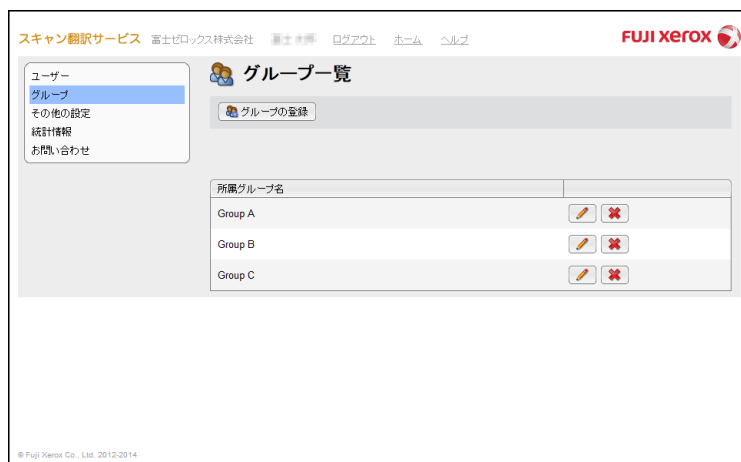 スキャン翻訳サービス 富士ゼロックス株式会社 ログアウト ホーム ヘルプ
FUJI xerox
ユーザー
グループ
その他の設定
統計情報
お問い合わせ
グループ一覧
グループの登録
所属グループ名
Group A
Group B
Group C
© Fuji Xerox Co., Ltd. 2012-2014